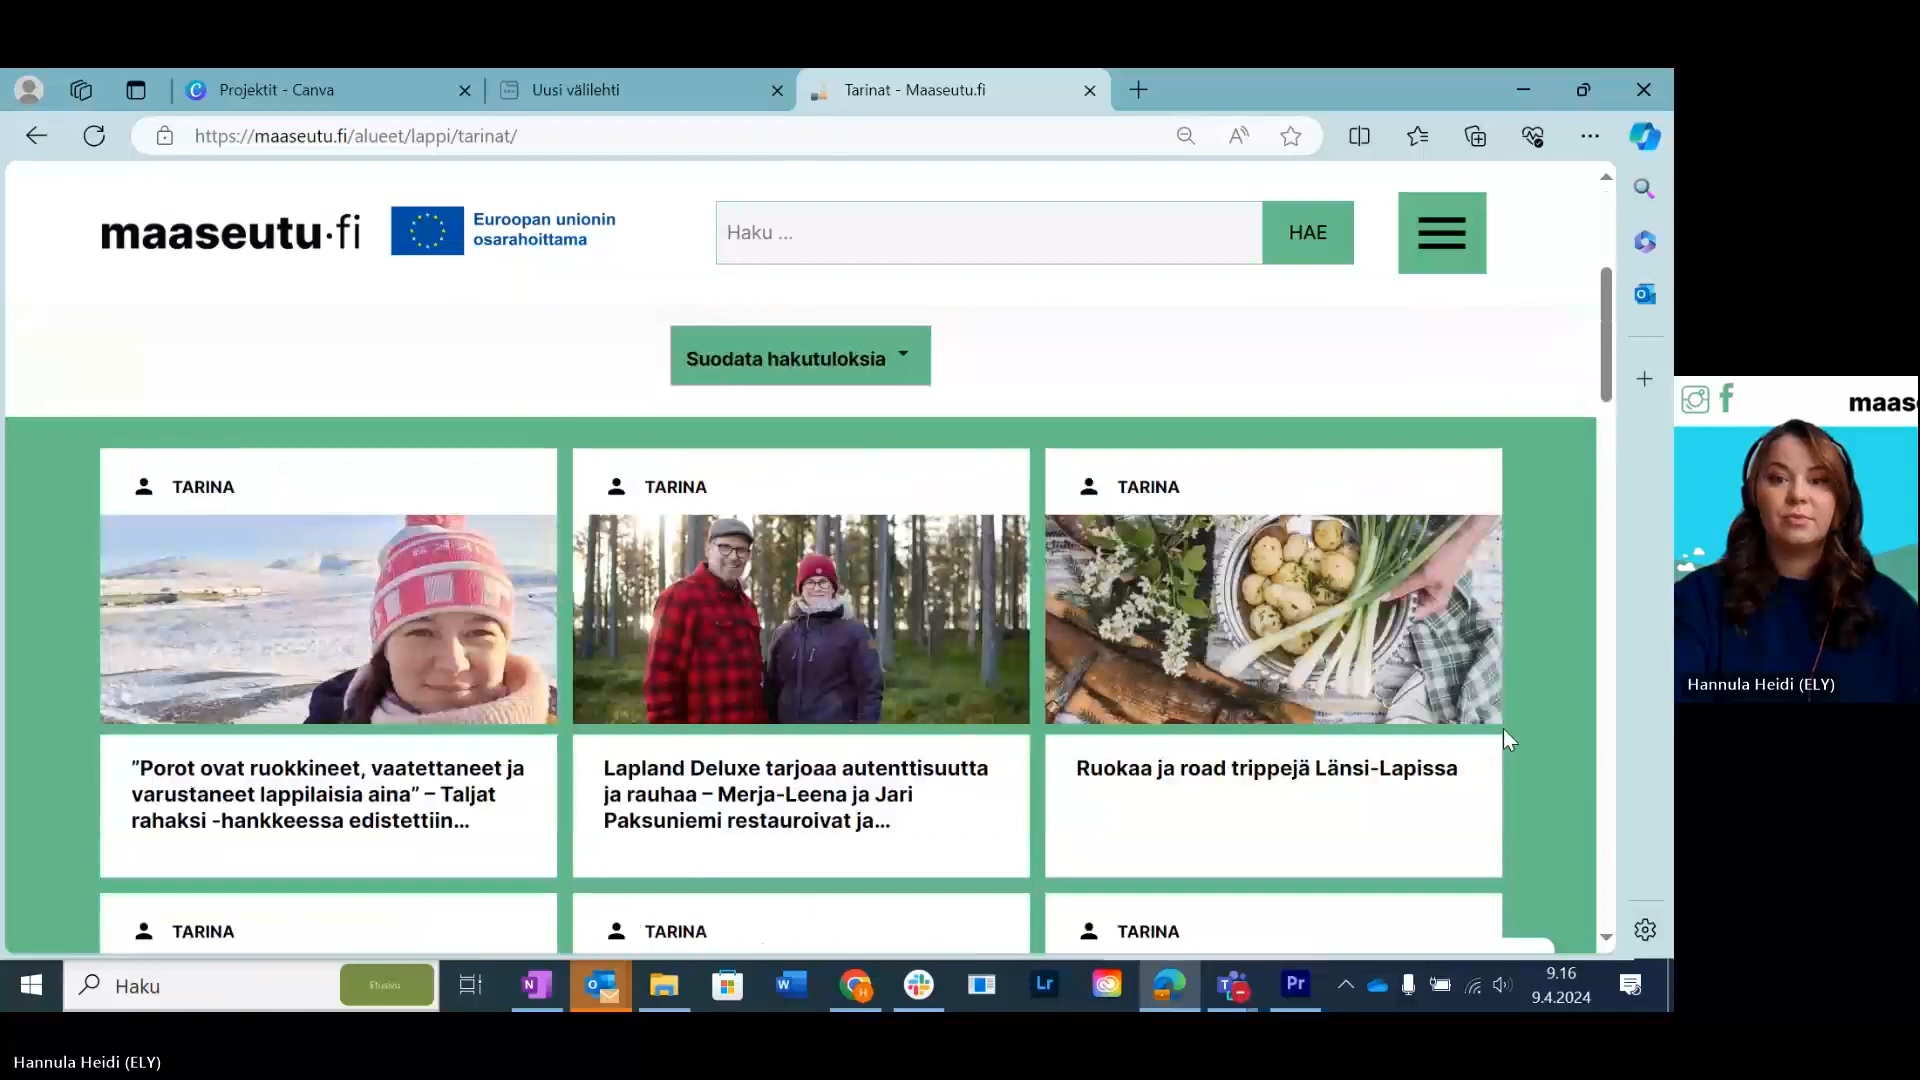 Projektit - Canva
Uusi välilehti
Tarinat - Maaseutu.fi
https://maaseutu.fi/alueet/lappi/tarinat/
maaseutu·fi
Euroopan unionin
osarahoittama
Haku ...
HAE
Suodata hakutuloksia
TARINA
TARINA
TARINA
”Porot ovat ruokkineet, vaatettaneet ja
varustaneet lappilaisia aina” – Taljat
rahaksi -hankkeessa edistettiin...
Lapland Deluxe tarjoaa autenttisuutta
ja rauhaa – Merja-Leena ja Jari
Paksuniemi restauroivat ja...
Ruokaa ja road trippejä Länsi-Lapissa
TARINA
TARINA
TARINA
maas
Hannula Heidi (ELY)
Haku
Etusivu
9.16
9.4.2024
Hannula Heidi (ELY)